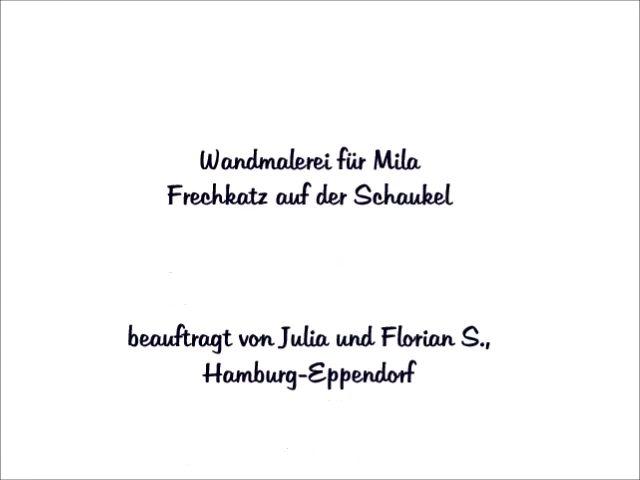 Wandmalerei für Mila
Frechkatz auf der Schaukel
beauftragt von Julia und Florian S.,
Hamburg-Eppendorf